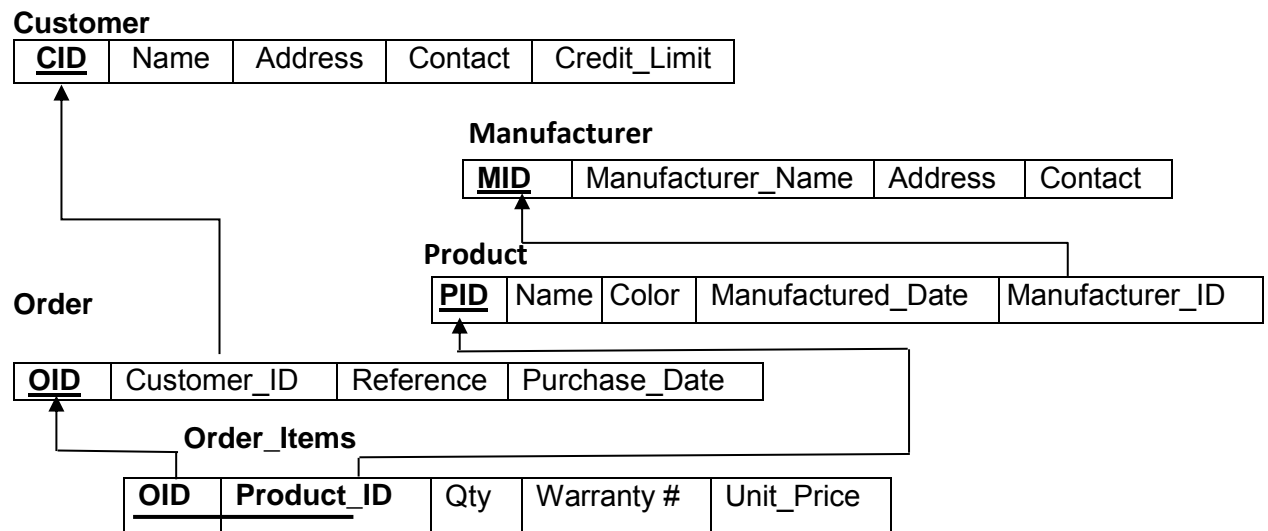 Customer
CID Name Address Contact Credit_Limit
Manufacturer
MID Manufacturer_Name Address Contact
Product
PID Name Color Manufactured_Date Manufacturer_ID
Order
OID Customer_ID Reference Purchase_Date
Order_Items
OID Product_ID Qty Warranty # Unit_Price